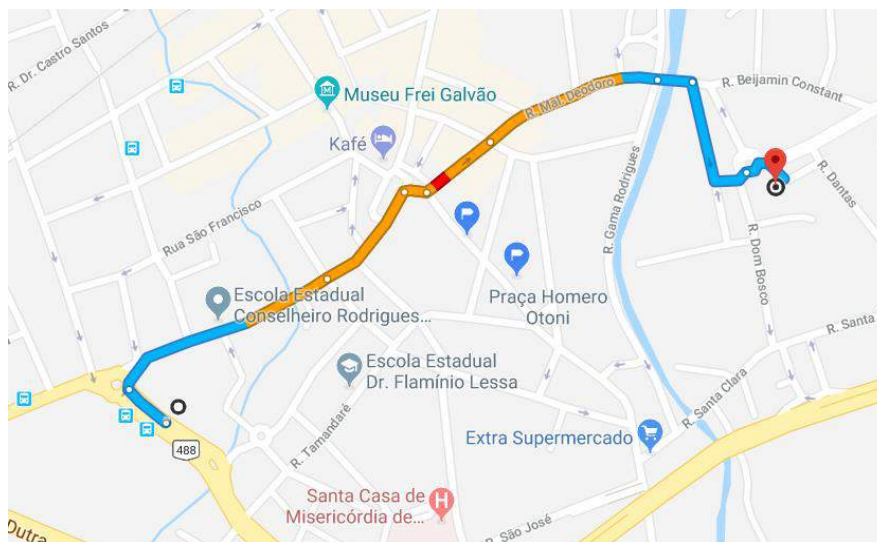 R. Dr. Castro Santos
Museu Frei Galvão
Kafé
R. Mal. Deodoro
R. Beijamin Constant
R. Dantas
R. Gama Rodrigues
Rua São Francisco
R. Dom Bosco
Praça Homero
Otoni
Escola Estadual
Conselheiro Rodrigues...
R. Santa
Escola Estadual
Dr. Flamínio Lessa
R. Santa Clara
R. Tamandaré
Extra Supermercado
488
Santa Casa de
Misericórdia de...
H
R. São José
Dutra